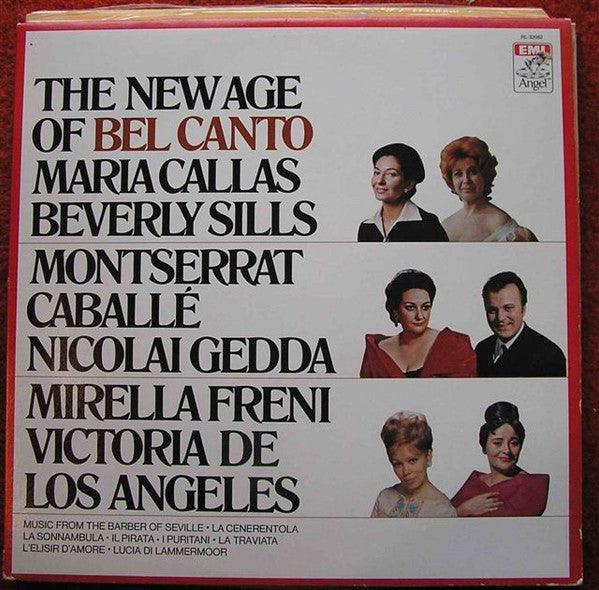 RL-32062
EMI
Angel
THE NEW AGE
OF BEL CANTO
MARIA CALLAS
BEVERLY SILLS
MONTSERRAT
CABALLÉ
NICOLAI GEDDA
MIRELLA FRENI
VICTORIA DE
LOS ANGELES
MUSIC FROM THE BARBER OF SEVILLE • LA CENERENTOLA
LA SONNAMBULA • IL PIRATA • I PURITANI • LA TRAVIATA
L'ELISIR D'AMORE • LUCIA DI LAMMERMOOR